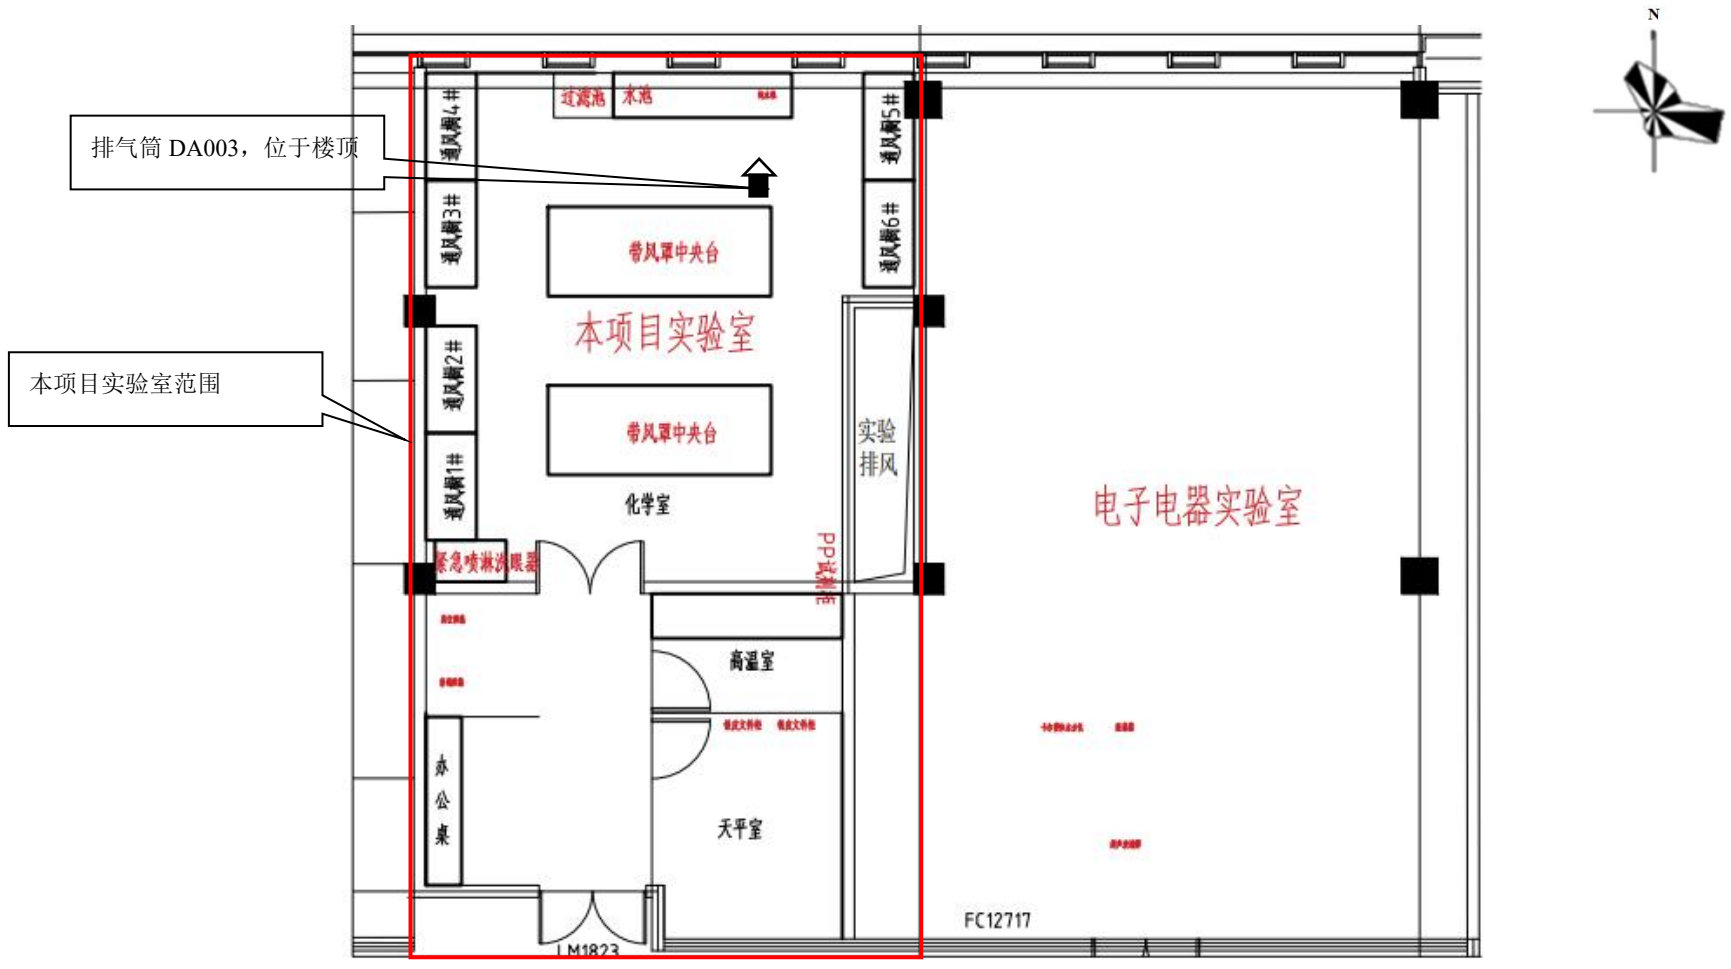 N
过滤池
水池
通风橱4#
通风橱5#
排气筒 DA003，位于楼顶
通风橱3#
通风橱6#
带风罩中央台
本项目实验室
通风橱2#
本项目实验室范围
带风罩中央台
实验
排风
通风橱1#
化学室
电子电器实验室
紧急喷淋洗眼器
PP试剂柜
高温室
办
公
桌
天平室
FC12717
LM1823